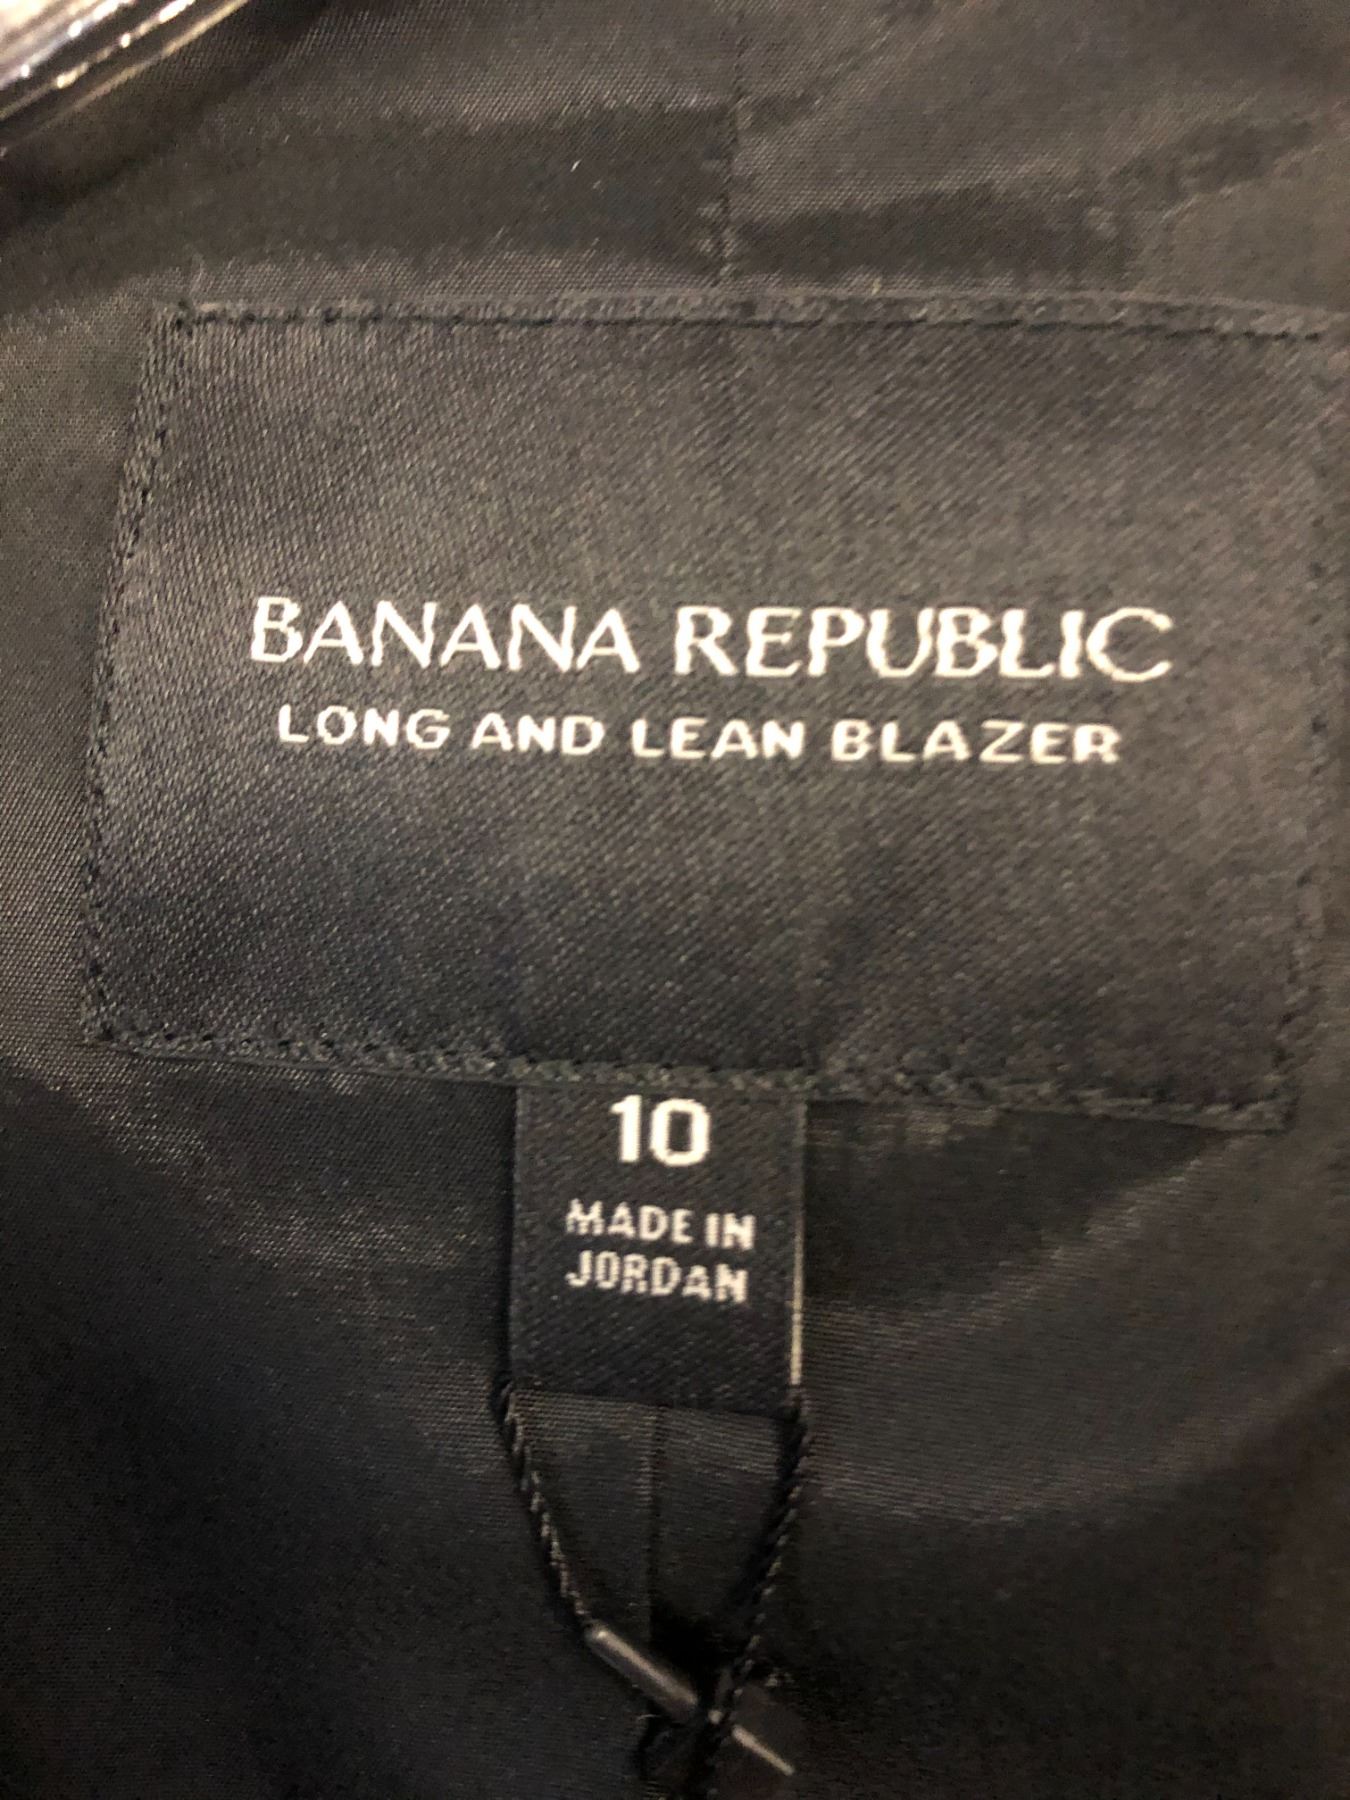 BANANA REPUBLIC
LONG AND LEAN BLAZER
10
MADE IN
JORDAN